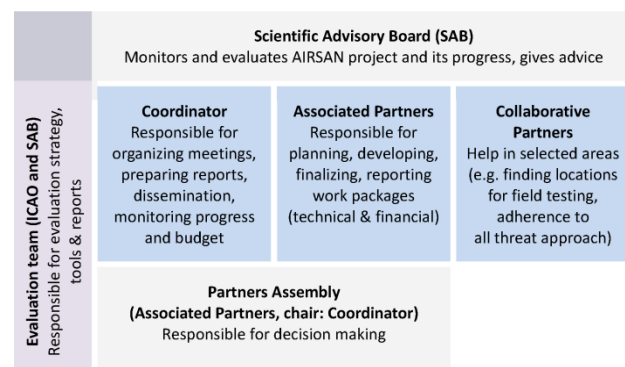 Scientific Advisory Board (SAB)
Monitors and evaluates AIRSAN project and its progress, gives advice
Evaluation team (ICAO and SAB)
Responsible for evaluation strategy,
tools & reports
Coordinator
Responsible for
organizing meetings,
preparing reports,
dissemination,
monitoring progress
and budget
Associated Partners
Responsible for
planning, developing,
finalizing, reporting
work packages
(technical & financial)
Collaborative
Partners
Help in selected areas
(e.g. finding locations
for field testing,
adherence to
all threat approach)
Partners Assembly
(Associated Partners, chair: Coordinator)
Responsible for decision making